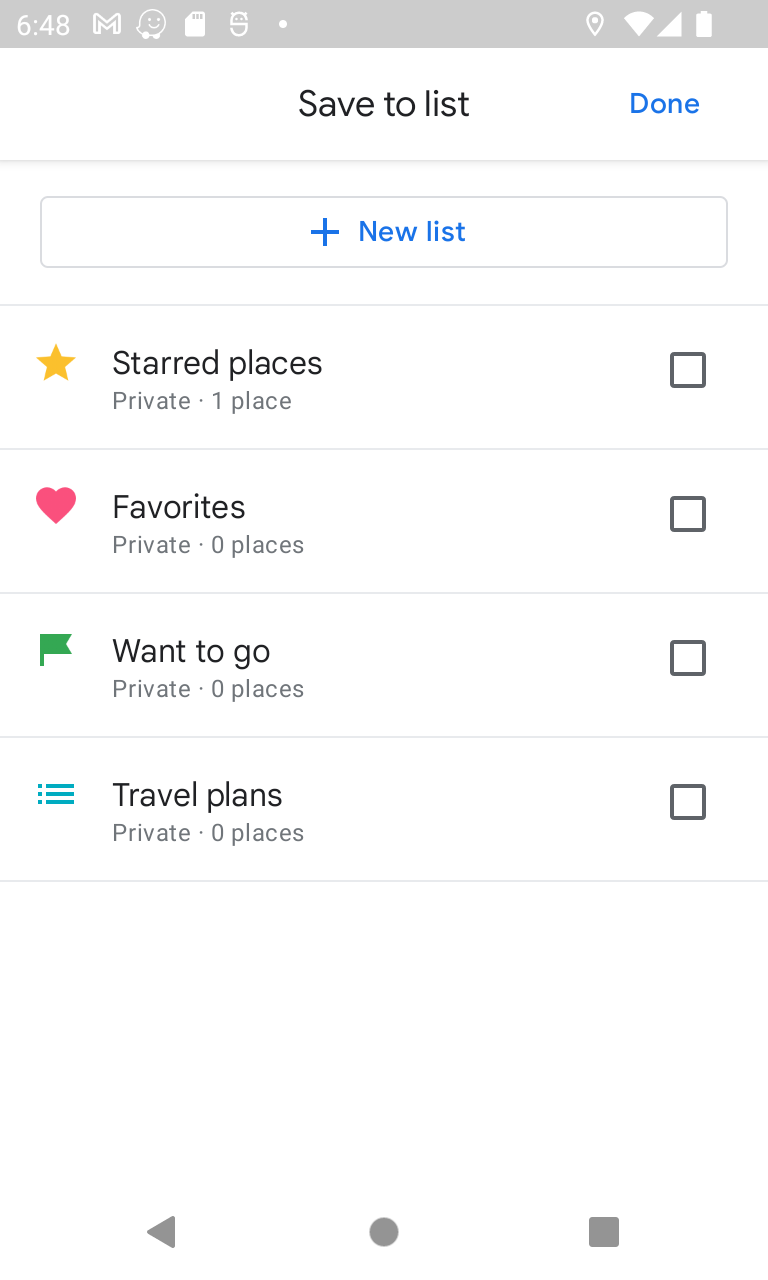 6:48
Save to list
Done
New list
Starred places
Private · 1 place
Favorites
Private · 0 places
Want to go
Private · 0 places
Travel plans
Private · 0 places